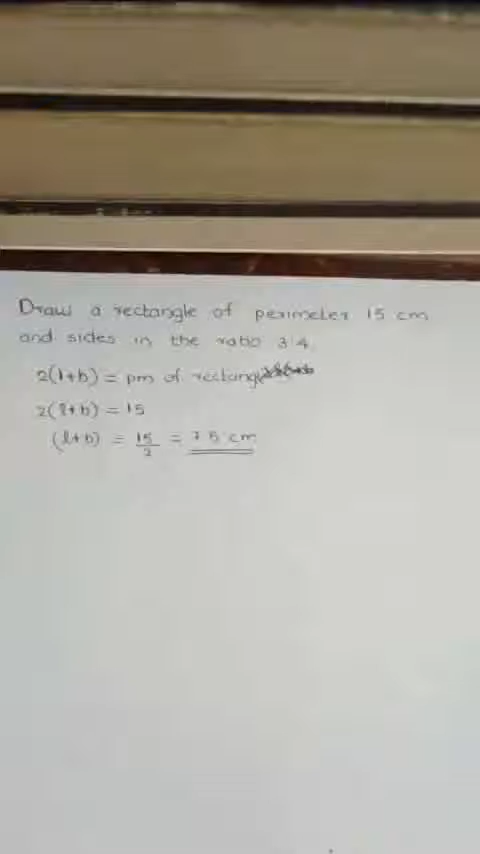 Draw a rectangle of perimeter 15 cm
and sides in the ratio 3:4
2(l+b) = pm of rectangle
2(l+b) = 15
(l+b) = 15/2 = 7.5 cm